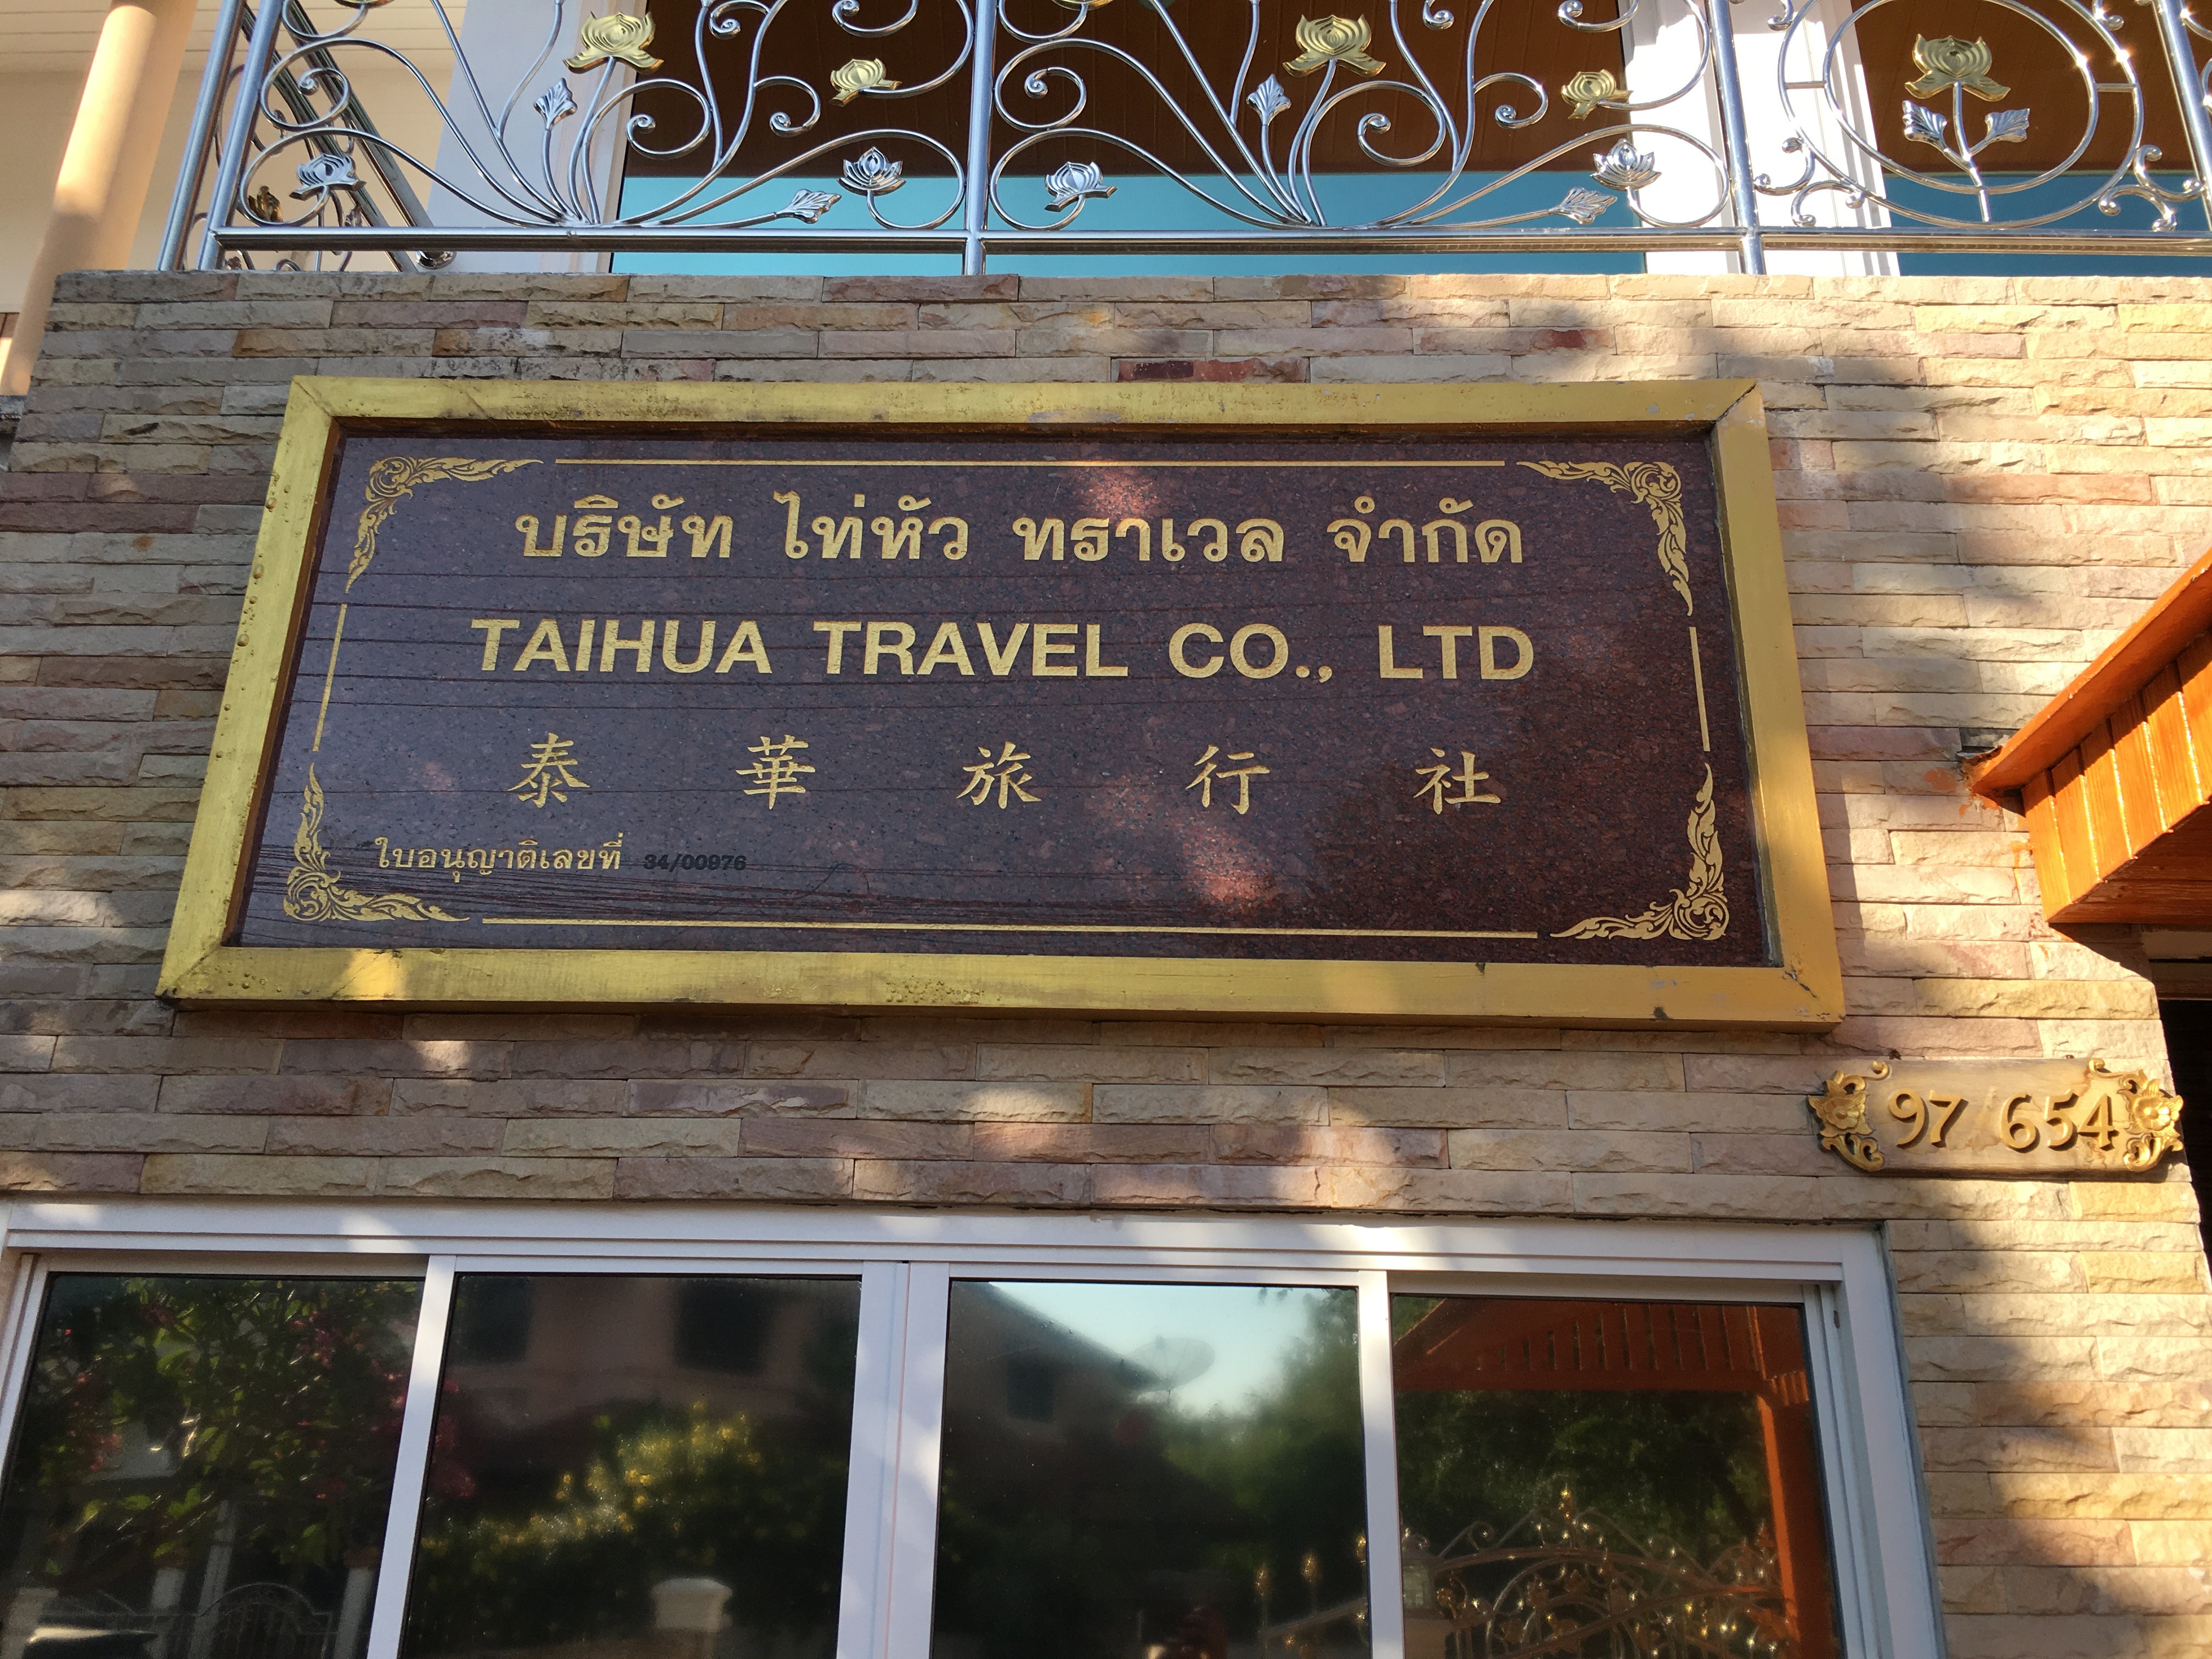 บริษัท ไท่หัว ทราเวล จำกัด
TAIHUA TRAVEL CO., LTD
泰華旅行社
ใบอนุญาติเลขที่ 34/00976
97/654